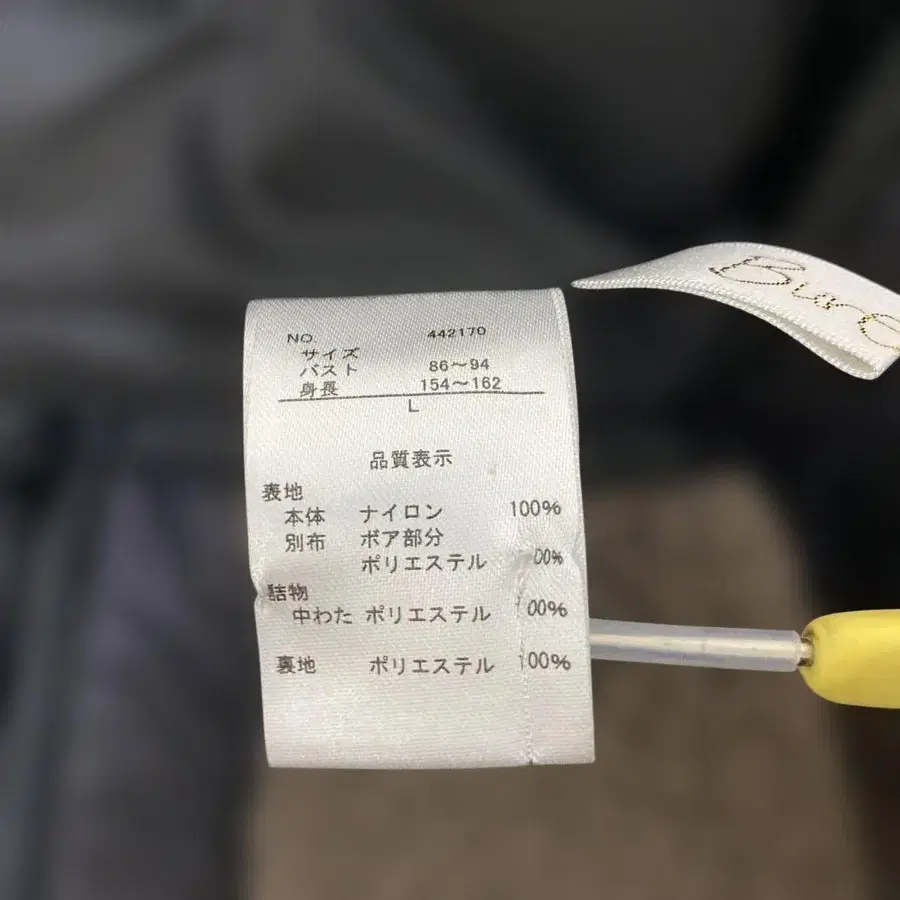 NO 442170
サイズ
バスト 86〜94
身長 154〜162
L
品質表示
表地
本体 ナイロン 100%
別布 ボア部分
ポリエステル 00%
詰物
中わた ポリエステル 100%
裏地 ポリエステル 100%